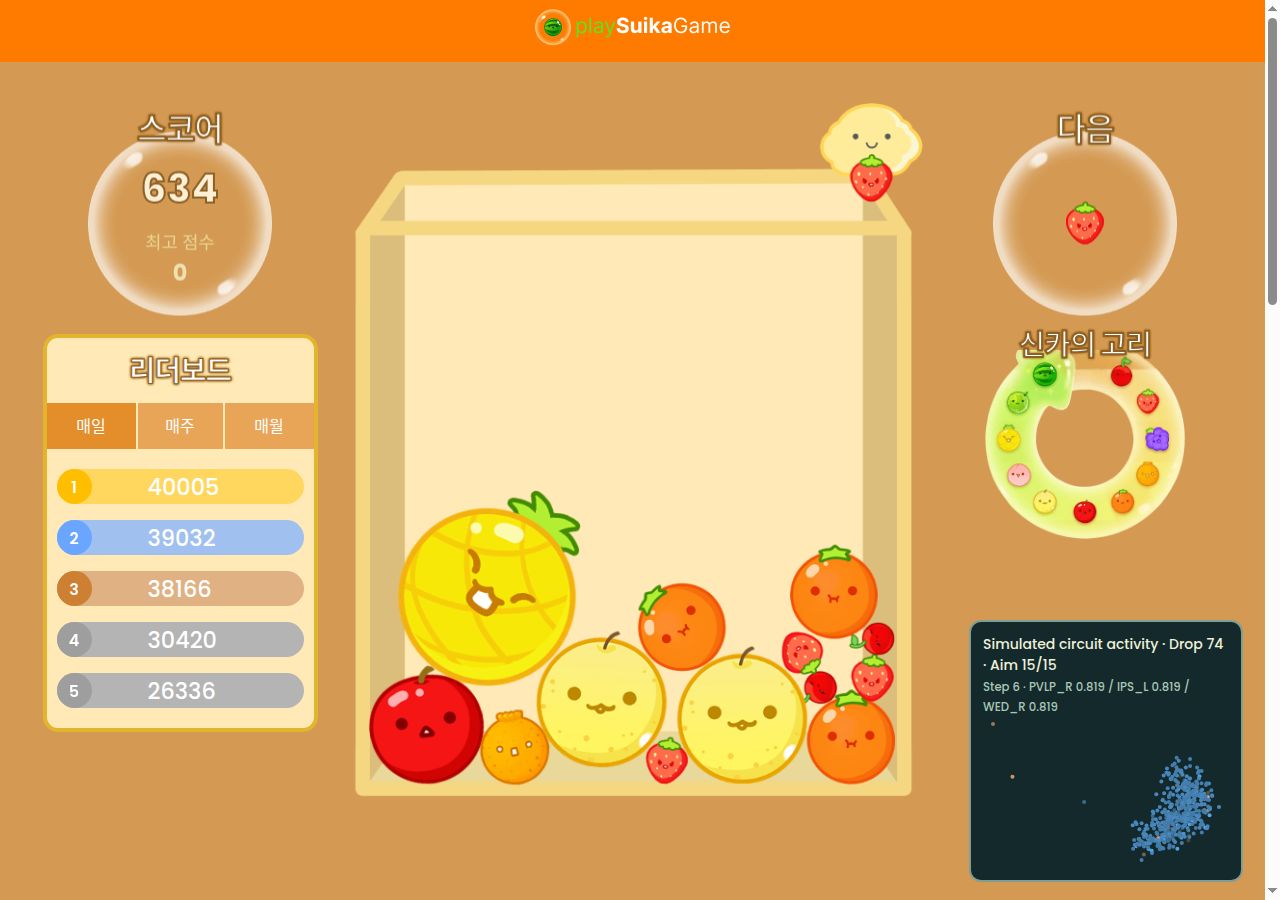 playSuikaGame
스코어
634
최고 점수
0
리더보드
매일 매주 매월
1 40005
2 39032
3 38166
4 30420
5 26336
다음
신카의 고리
Simulated circuit activity · Drop 74
· Aim 15/15
Step 6 · PVLP_R 0.819 / IPS_L 0.819 /
WED_R 0.819